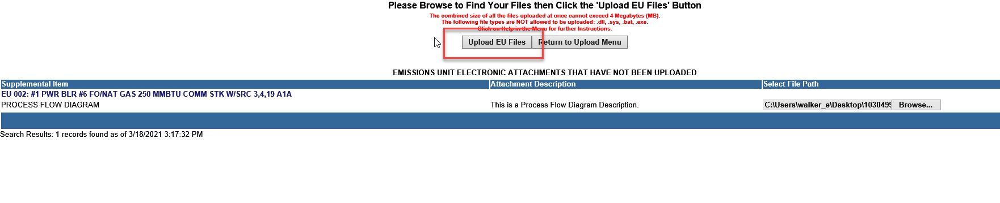 Please Browse to Find Your Files then Click the 'Upload EU Files' Button
The combined size of all the files uploaded at once cannot exceed 4 Megabytes (MB).
The following file types are NOT allowed to be uploaded: .dll, .sys, .bat, .exe.
Click on Help in the Menu for further Instructions.
Upload EU Files Return to Upload Menu
EMISSIONS UNIT ELECTRONIC ATTACHMENTS THAT HAVE NOT BEEN UPLOADED
Supplemental Item Attachment Description Select File Path
EU 002: #1 PWR BLR #6 FO/NAT GAS 250 MMBTU COMM STK W/SRC 3,4,19 A1A
PROCESS FLOW DIAGRAM This is a Process Flow Diagram Description. C:\Users\walker_e\Desktop\1030499 Browse...
Search Results: 1 records found as of 3/18/2021 3:17:32 PM